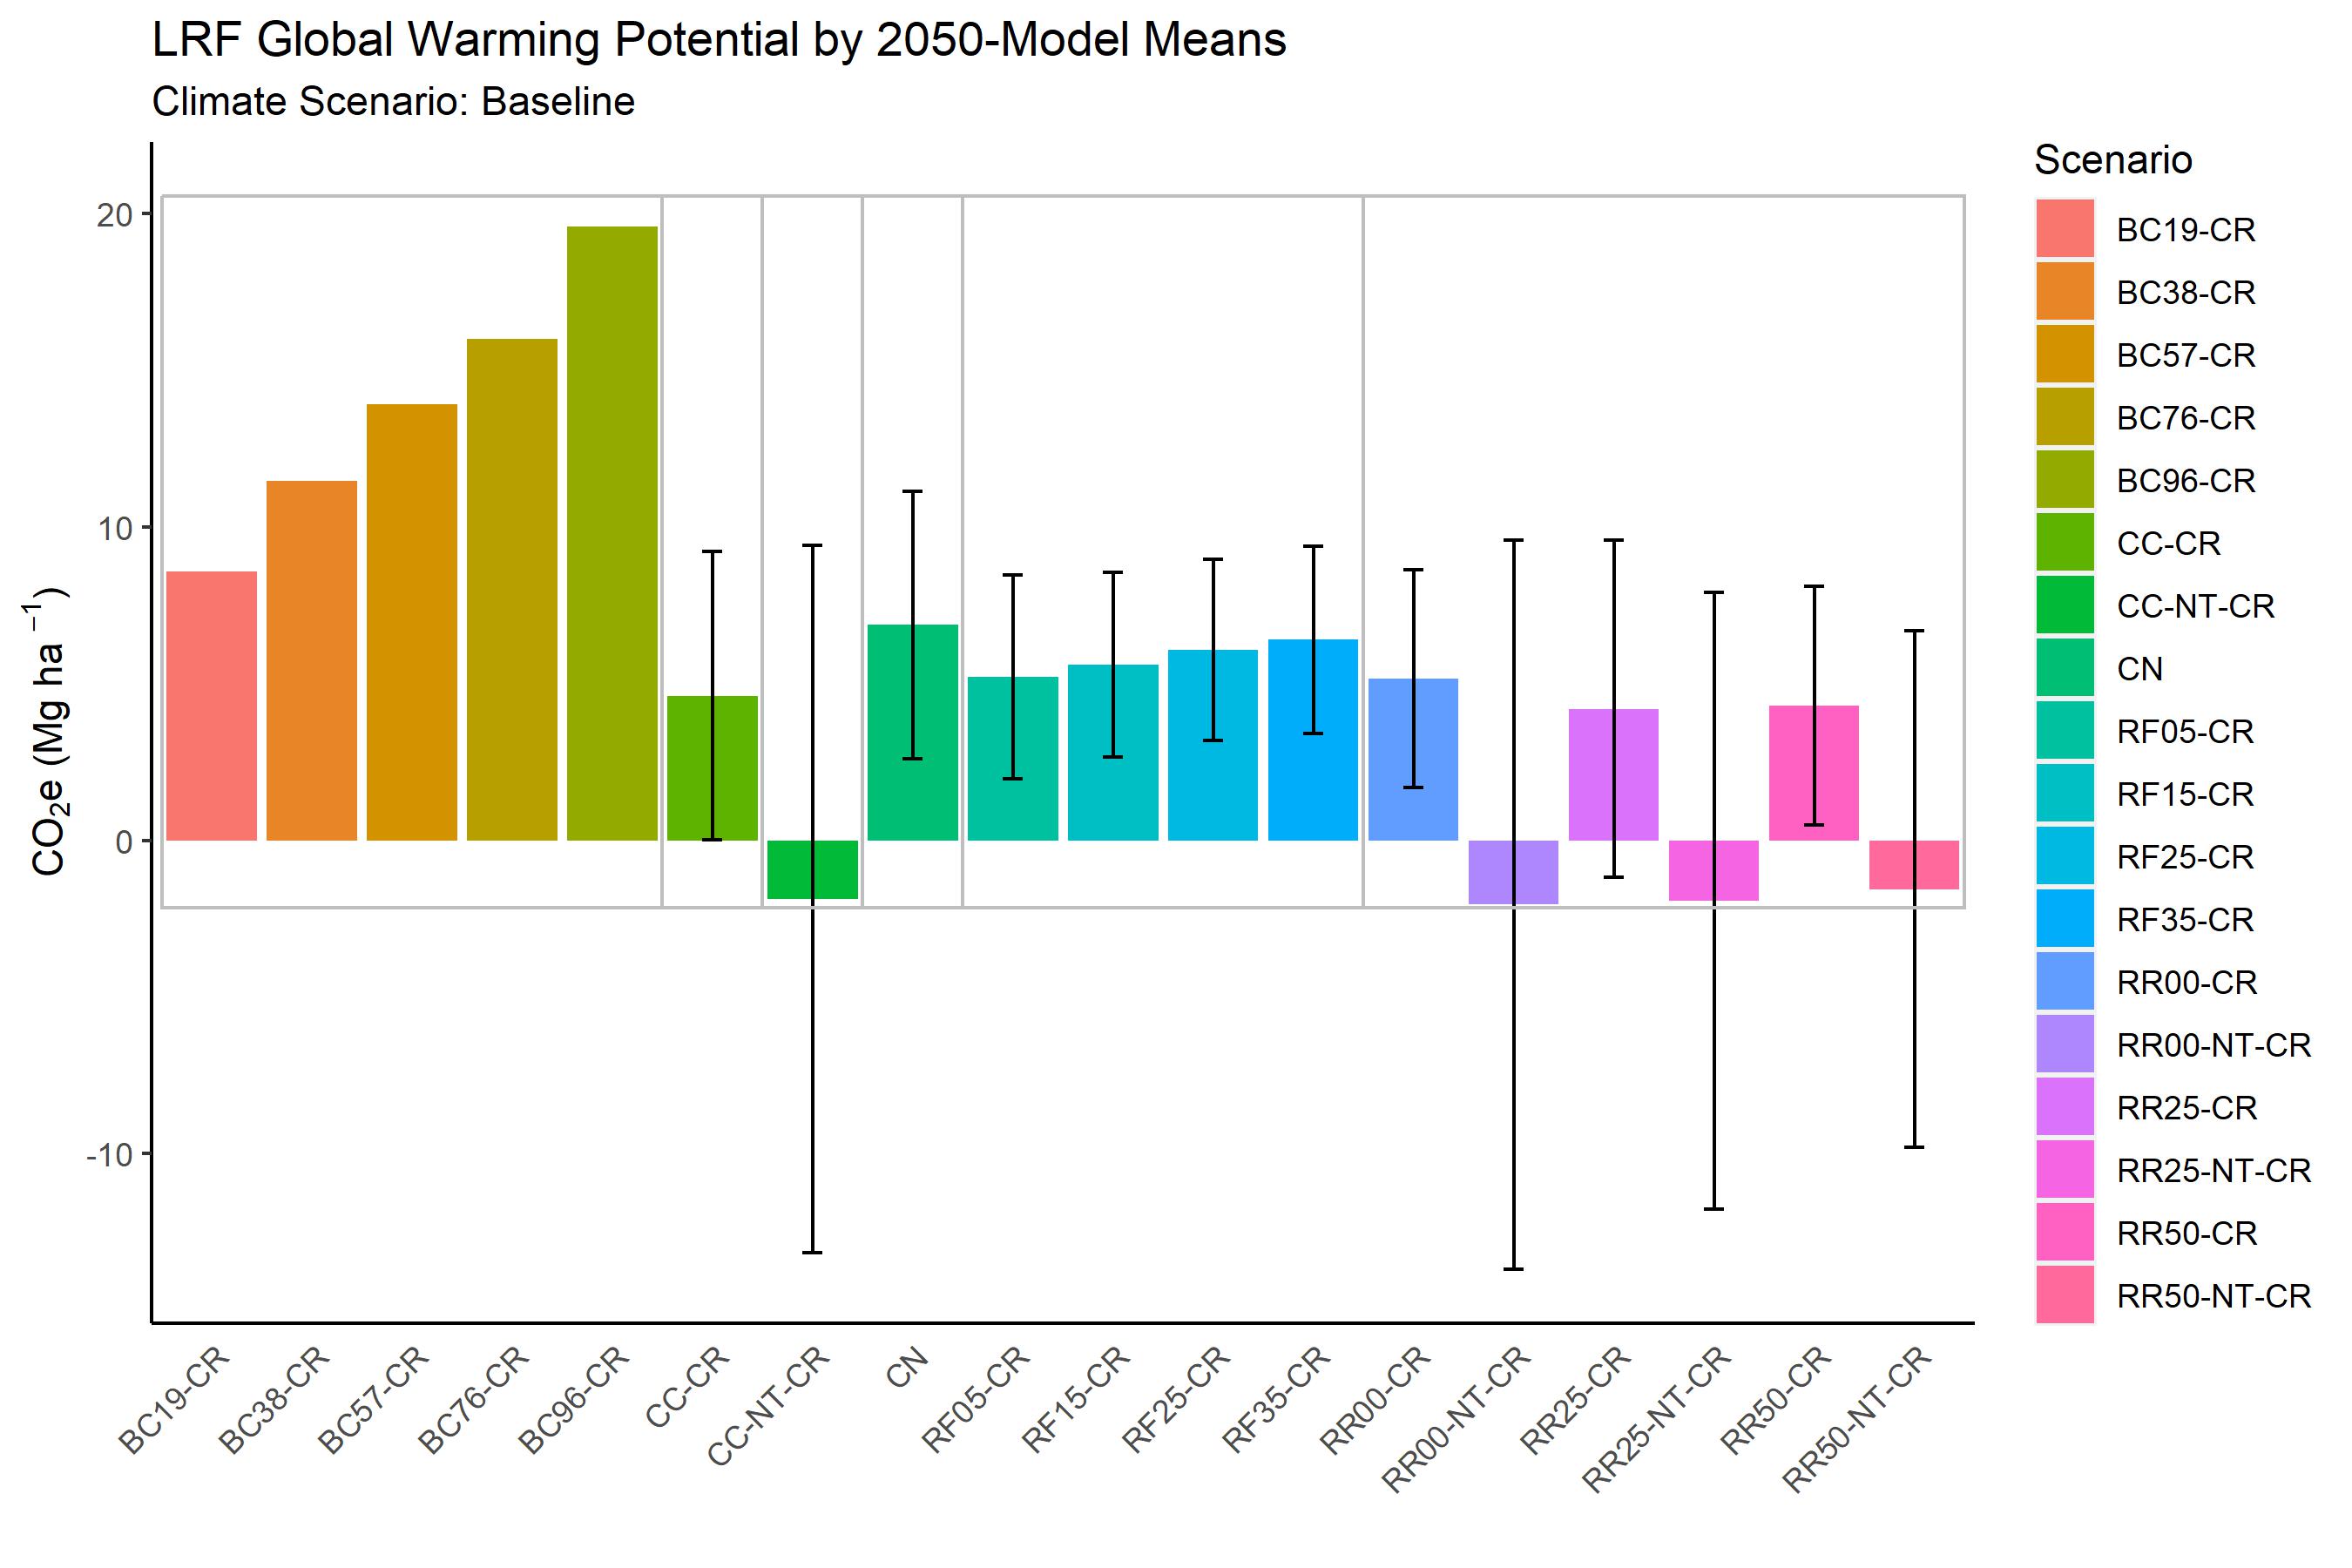 LRF Global Warming Potential by 2050-Model Means
Climate Scenario: Baseline
CO₂e (Mg ha ⁻¹)
20
10
0
-10
BC19-CR
BC38-CR
BC57-CR
BC76-CR
BC96-CR
CC-CR
CC-NT-CR
CN
RF05-CR
RF15-CR
RF25-CR
RF35-CR
RR00-CR
RR00-NT-CR
RR25-CR
RR25-NT-CR
RR50-CR
RR50-NT-CR
Scenario
BC19-CR
BC38-CR
BC57-CR
BC76-CR
BC96-CR
CC-CR
CC-NT-CR
CN
RF05-CR
RF15-CR
RF25-CR
RF35-CR
RR00-CR
RR00-NT-CR
RR25-CR
RR25-NT-CR
RR50-CR
RR50-NT-CR